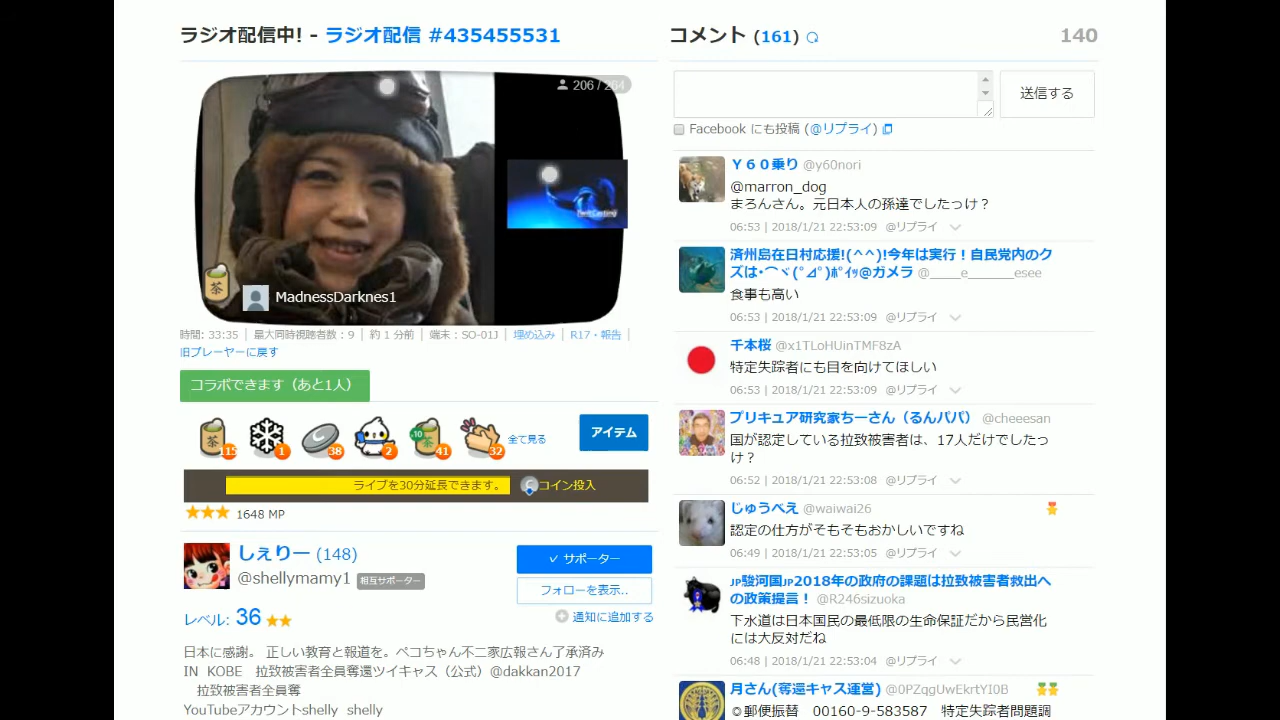 ラジオ配信中! - ラジオ配信 #435455531
206 / 264
MadnessDarknes1
時間: 33:35 | 最大同時視聴者数 : 9 | 約 1 分前 | 端末 : SO-01J | 埋め込み | R17・報告 |
旧プレーヤーに戻す
コラボできます（あと1人）
茶
115
1
38
2
+10
41
32
全て見る
アイテム
ライブを30分延長できます。
C コイン投入
1648 MP
しぇりー (148)
@shellymamy1 相互サポーター
✓ サポーター
フォローを表示..
レベル: 36
通知に追加する
日本に感謝。 正しい教育と報道を。ペコちゃん不二家広報さん了承済み
IN KOBE 拉致被害者全員奪還ツイキャス（公式）@dakkan2017
拉致被害者全員奪
YouTubeアカウントshelly shelly
コメント (161)
140
送信する
Facebook にも投稿 (@リプライ)
Ｙ６０乗り @y60nori
@marron_dog
まろんさん。元日本人の孫達でしたっけ？
06:53 | 2018/1/21 22:53:09 @リプライ
済州島在日村応援!(^^)!今年は実行！自民党内のク
ズは･⌒ヾ(ﾟ⊿ﾟ)ﾎﾟｲｯ@ガメラ @____e______esee
食事も高い
06:53 | 2018/1/21 22:53:09 @リプライ
千本桜 @x1TLoHUinTMF8zA
特定失踪者にも目を向けてほしい
06:53 | 2018/1/21 22:53:09 @リプライ
プリキュア研究家ちーさん（るんパパ） @cheeesan
国が認定している拉致被害者は、17人だけでしたっ
け？
06:52 | 2018/1/21 22:53:08 @リプライ
じゅうべえ @waiwai26
認定の仕方がそもそもおかしいですね
06:49 | 2018/1/21 22:53:05 @リプライ
JP駿河国JP2018年の政府の課題は拉致被害者救出へ
の政策提言！ @R246sizuoka
下水道は日本国民の最低限の生命保証だから民営化
には大反対だね
06:48 | 2018/1/21 22:53:04 @リプライ
月さん(奪還キャス運営) @0PZqgUwEkrtYI0B
◎郵便振替 00160-9-583587 特定失踪者問題調